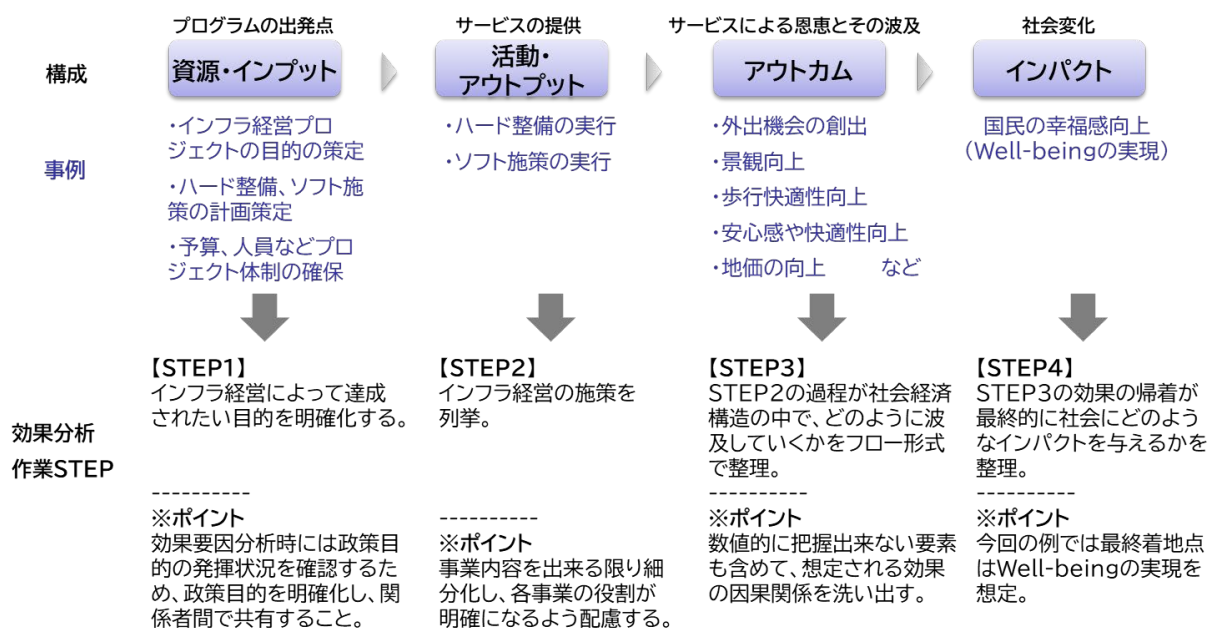 プログラムの出発点
サービスの提供
サービスによる恩恵とその波及
社会変化
構成
資源・インプット
活動・
アウトプット
アウトカム
インパクト
事例
・インフラ経営プロ
ジェクトの目的の策定
・ハード整備、ソフト施
策の計画策定
・予算、人員などプロ
ジェクト体制の確保
・ハード整備の実行
・ソフト施策の実行
・外出機会の創出
・景観向上
・歩行快適性向上
・安心感や快適性向上
・地価の向上 など
国民の幸福感向上
(Well-beingの実現)
効果分析
作業STEP
【STEP1】
インフラ経営によって達成
されたい目的を明確化する。
----------
※ポイント
効果要因分析時には政策目
的の発揮状況を確認するた
め、政策目的を明確化し、関
係者間で共有すること。
【STEP2】
インフラ経営の施策を
列挙。
----------
※ポイント
事業内容を出来る限り細
分化し、各事業の役割が
明確になるよう配慮する。
【STEP3】
STEP2の過程が社会経済
構造の中で、どのように波
及していくかをフロー形式
で整理。
----------
※ポイント
数値的に把握出来ない要素
も含めて、想定される効果
の因果関係を洗い出す。
【STEP4】
STEP3の効果の帰着が
最終的に社会にどのよう
なインパクトを与えるかを
整理。
----------
※ポイント
今回の例では最終着地点
はWell-beingの実現を
想定。